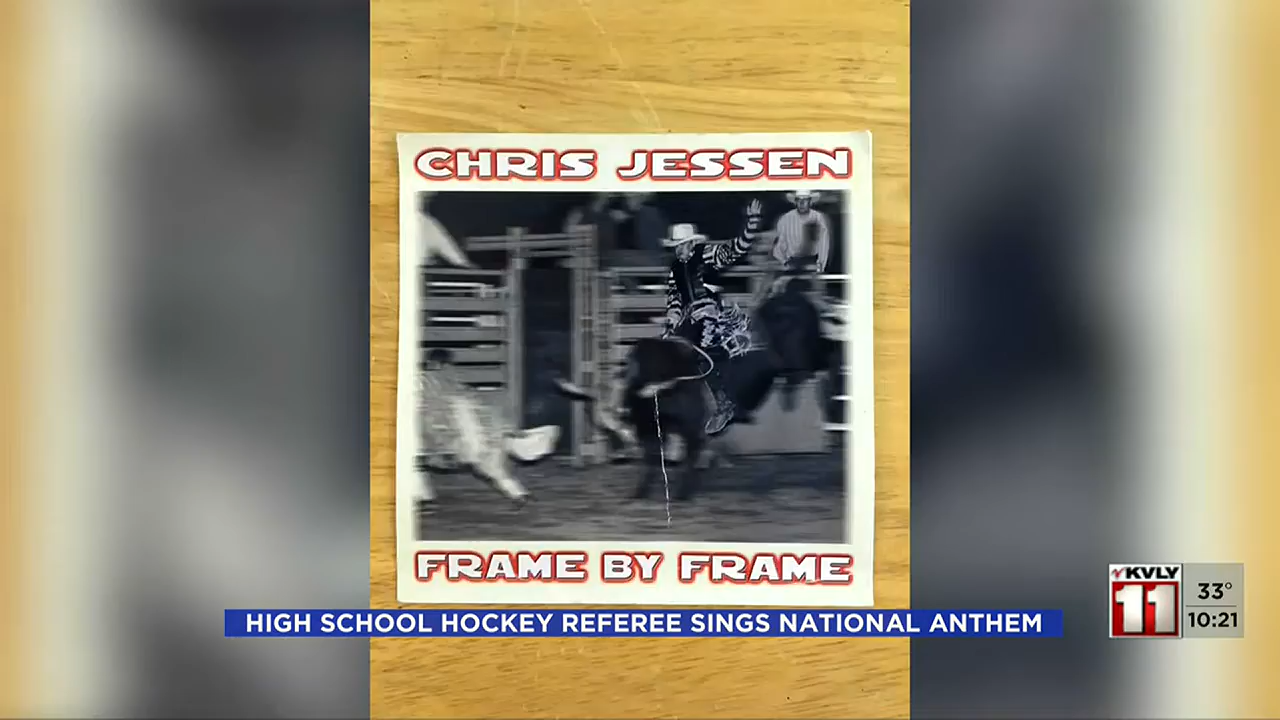 CHRIS JESSEN
FRAME BY FRAME
HIGH SCHOOL HOCKEY REFEREE SINGS NATIONAL ANTHEM
KVLY
11
33°
10:21